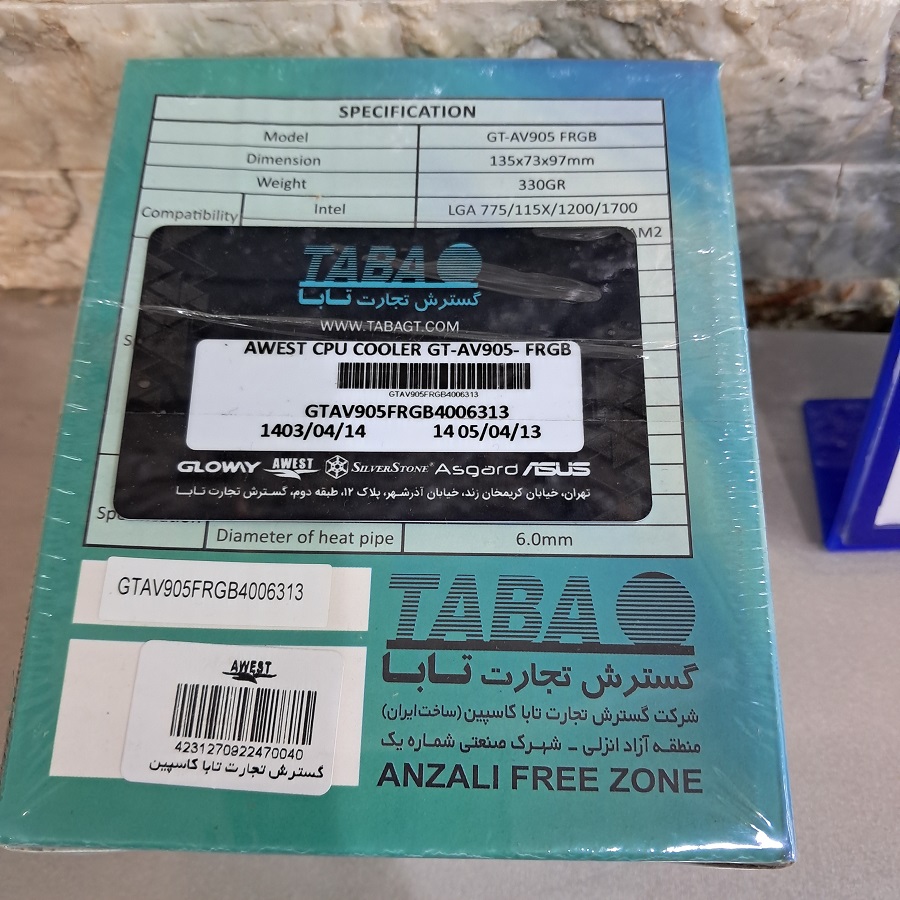 SPECIFICATION
Model GT-AV905 FRGB
Dimension 135x73x97mm
Weight 330GR
Compatibility Intel LGA 775/115X/1200/1700
AM2
TABA
گسترش تجارت تابا
WWW.TABAGT.COM
AWEST CPU COOLER GT-AV905- FRGB
GTAV905FRGB4006313
GTAV905FRGB4006313
1403/04/14 1405/04/13
GLOWAY AWEST SILVERSTONE Asgard ASUS
تهران، خیابان کریمخان زند، خیابان آذرشهر، پلاک ۱۲، طبقه دوم، گسترش تجارت تابا
Diameter of heat pipe 6.0mm
GTAV905FRGB4006313
TABA
گسترش تجارت تابا
شرکت گسترش تجارت تابا کاسپین (ساخت ایران)
منطقه آزاد انزلی - شهرک صنعتی شماره یک
ANZALI FREE ZONE
AWEST
4231270922470040
گسترش تجارت تابا کاسپین